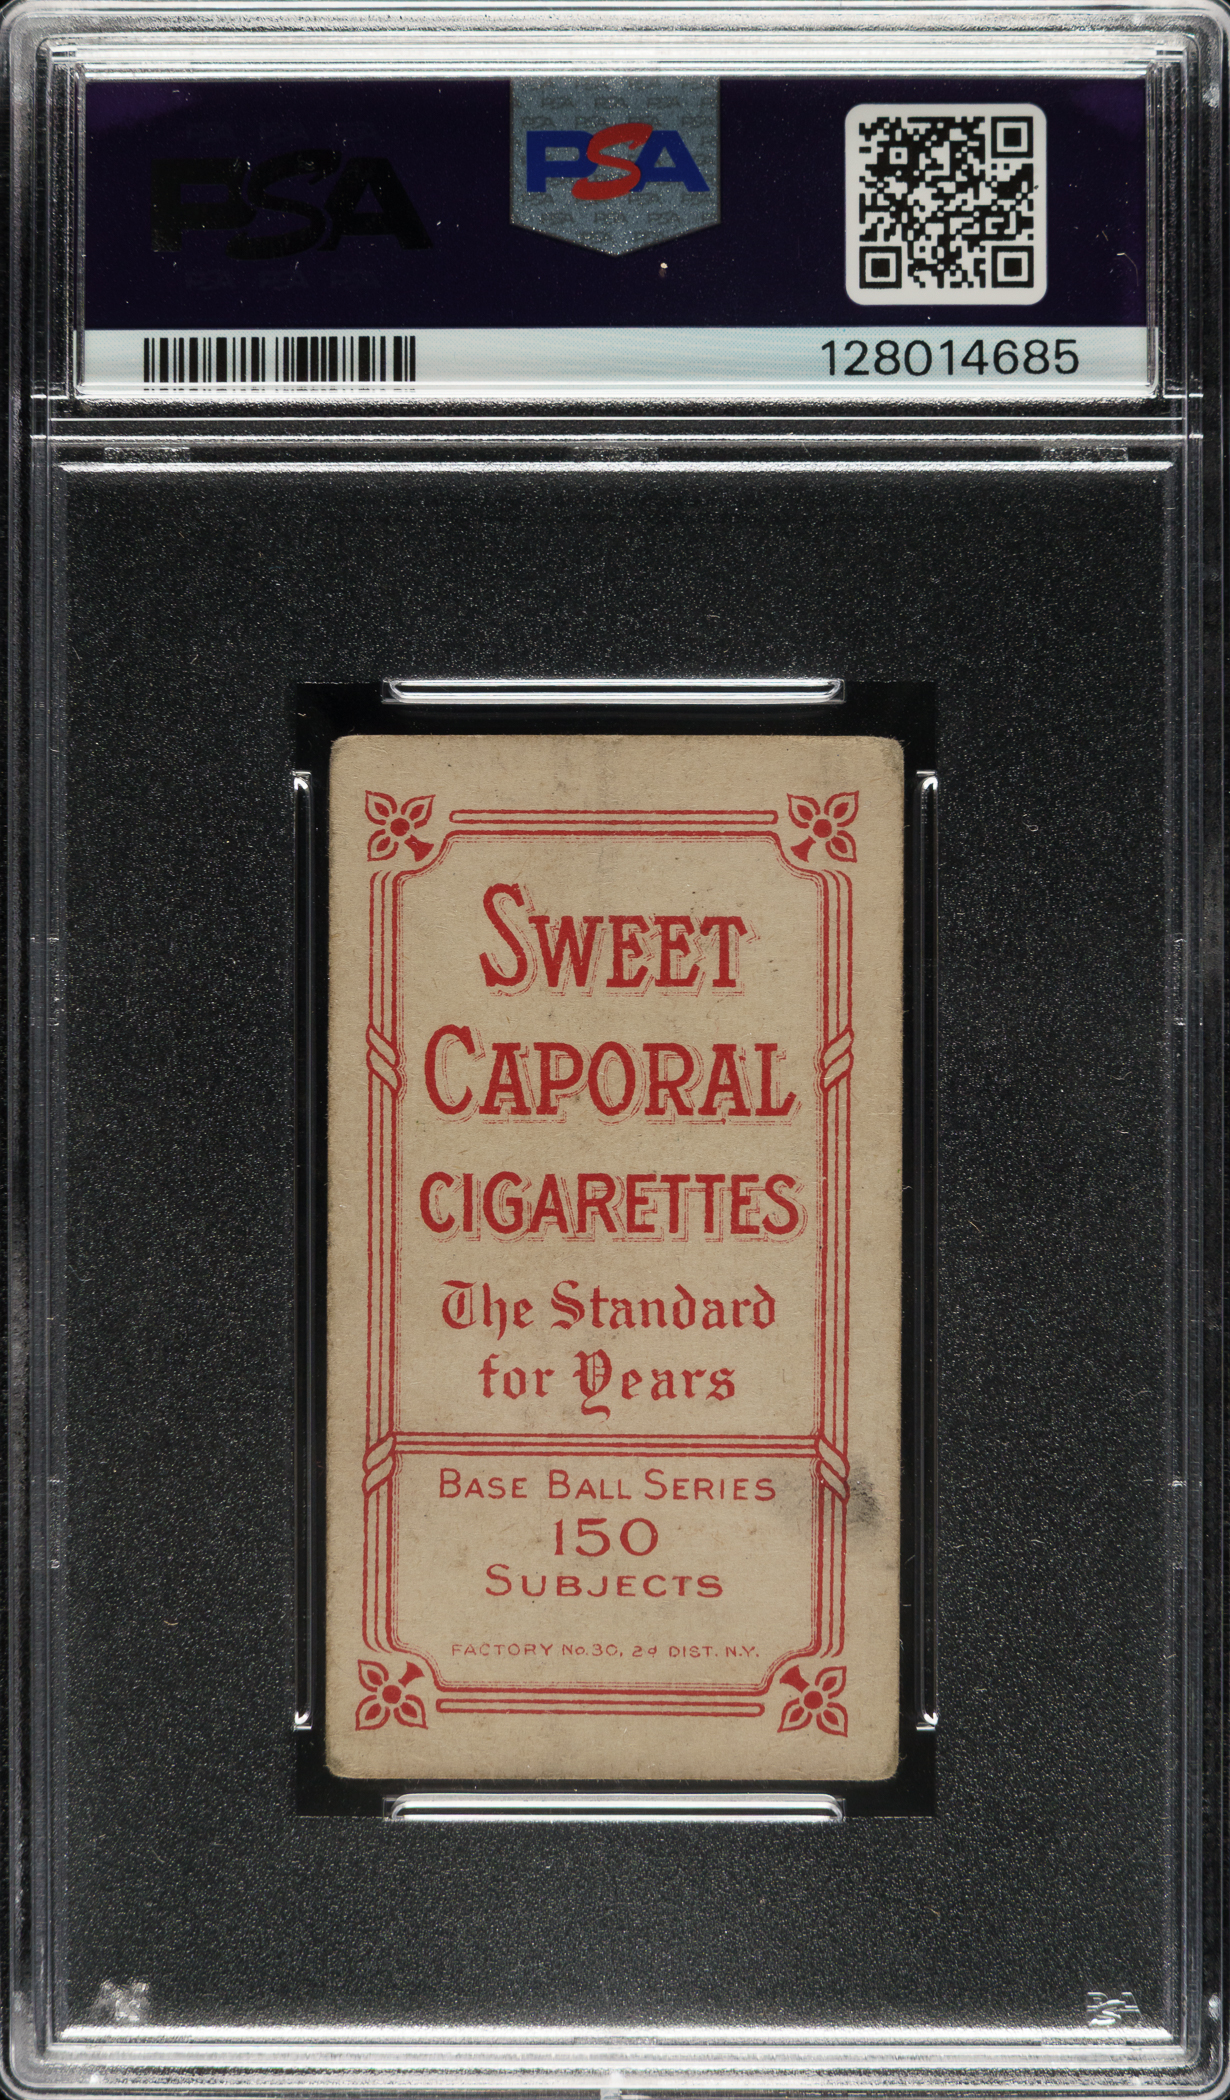 PSA
PSA
128014685
SWEET
CAPORAL
CIGARETTES
The Standard
for Years
BASE BALL SERIES
150
SUBJECTS
FACTORY No. 30, 2d DIST. N.Y.
PSA